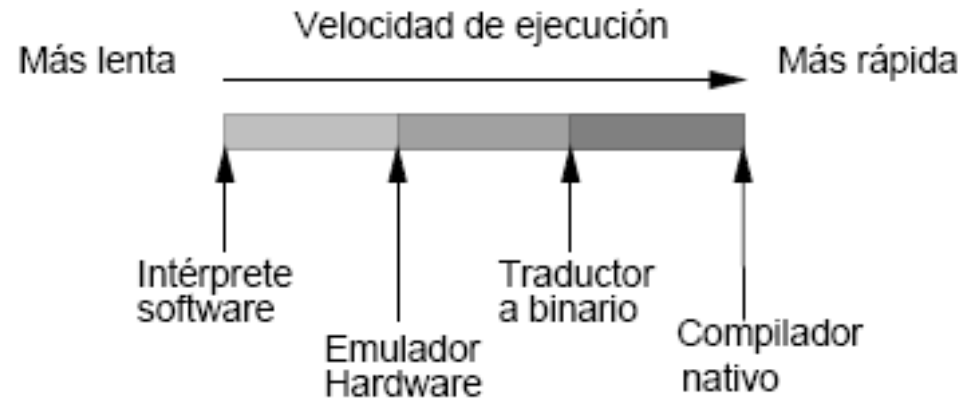 Velocidad de ejecución
Más lenta
Más rápida
Intérprete
software
Emulador
Hardware
Traductor
a binario
Compilador
nativo